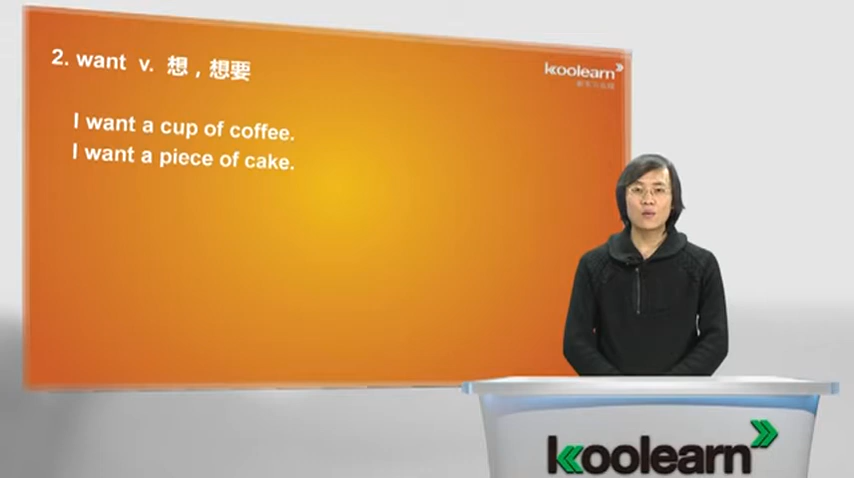 2. want v. 想，想要
koolearn
I want a cup of coffee.
I want a piece of cake.
koolearn